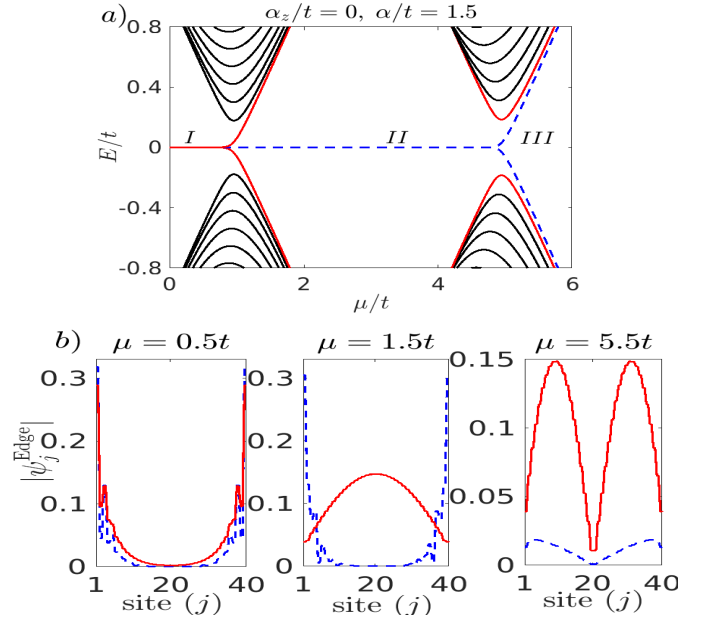 a) α_z/t = 0, α/t = 1.5
0.8
0.4
0
-0.4
-0.8
E/t
I II III
0 2 4 6
μ/t
b) μ = 0.5t μ = 1.5t μ = 5.5t
|ψ_j^Edge|
0.3 0.3 0.15
0.2 0.2 0.1
0.1 0.1 0.05
0 0 0
1 20 40 1 20 40 1 20 40
site (j) site (j) site (j)